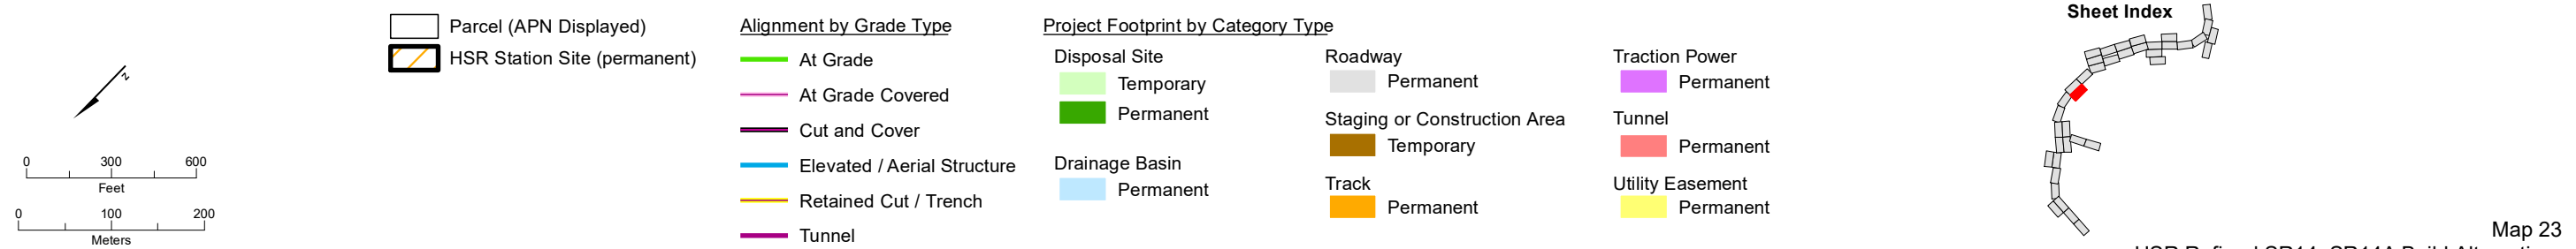 N
0 300 600
Feet
0 100 200
Meters
Parcel (APN Displayed)
HSR Station Site (permanent)
Alignment by Grade Type
At Grade
At Grade Covered
Cut and Cover
Elevated / Aerial Structure
Retained Cut / Trench
Tunnel
Project Footprint by Category Type
Disposal Site
Temporary
Permanent
Drainage Basin
Permanent
Roadway
Permanent
Staging or Construction Area
Temporary
Track
Permanent
Traction Power
Permanent
Tunnel
Permanent
Utility Easement
Permanent
Sheet Index
Map 23